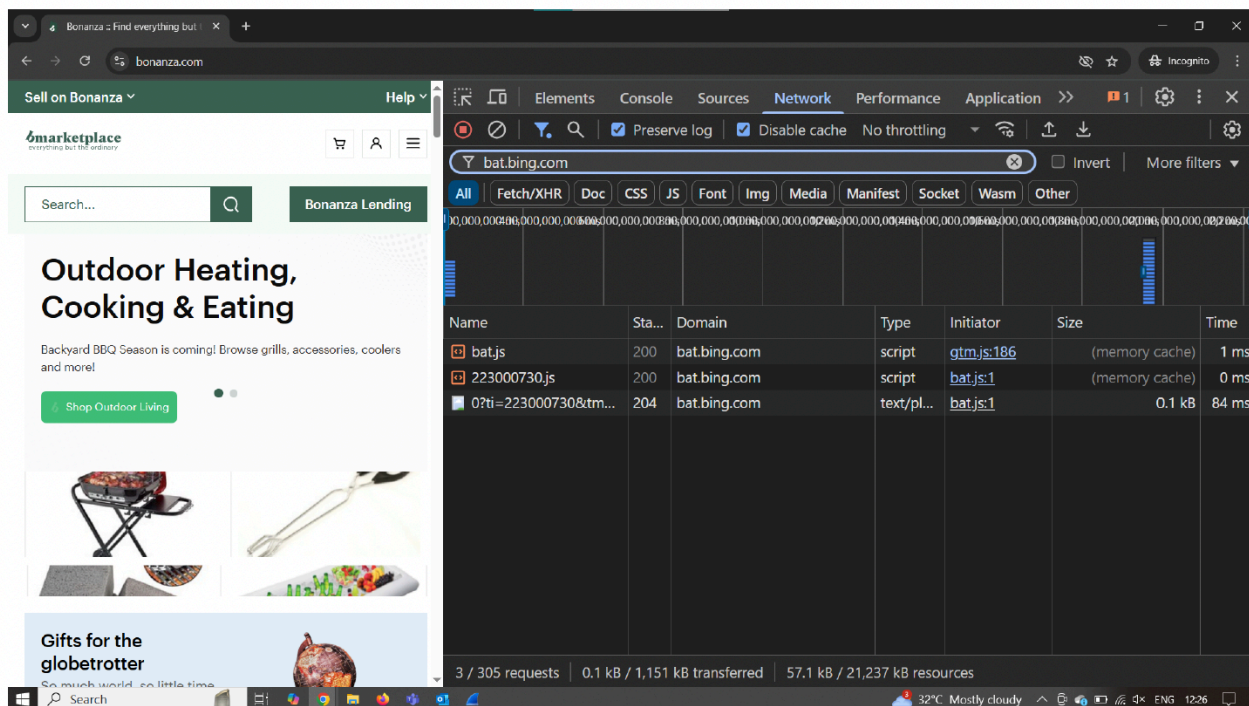 Bonanza :: Find everything but t
bonanza.com
Incognito
Sell on Bonanza
Help
marketplace
everything but the ordinary
Search...
Bonanza Lending
Outdoor Heating,
Cooking & Eating
Backyard BBQ Season is coming! Browse grills, accessories, coolers
and more!
Shop Outdoor Living
Gifts for the
globetrotter
So much world, so little time
Elements Console Sources Network Performance Application 1
Preserve log Disable cache No throttling
bat.bing.com Invert More filters
All Fetch/XHR Doc CSS JS Font Img Media Manifest Socket Wasm Other
Name Sta... Domain Type Initiator Size Time
bat.js 200 bat.bing.com script gtm.js:186 (memory cache) 1 ms
223000730.js 200 bat.bing.com script bat.js:1 (memory cache) 0 ms
0?ti=223000730&tm... 204 bat.bing.com text/pl... bat.js:1 0.1 kB 84 ms
3 / 305 requests 0.1 kB / 1,151 kB transferred 57.1 kB / 21,237 kB resources
Search
3 32°C Mostly cloudy ENG 12:26